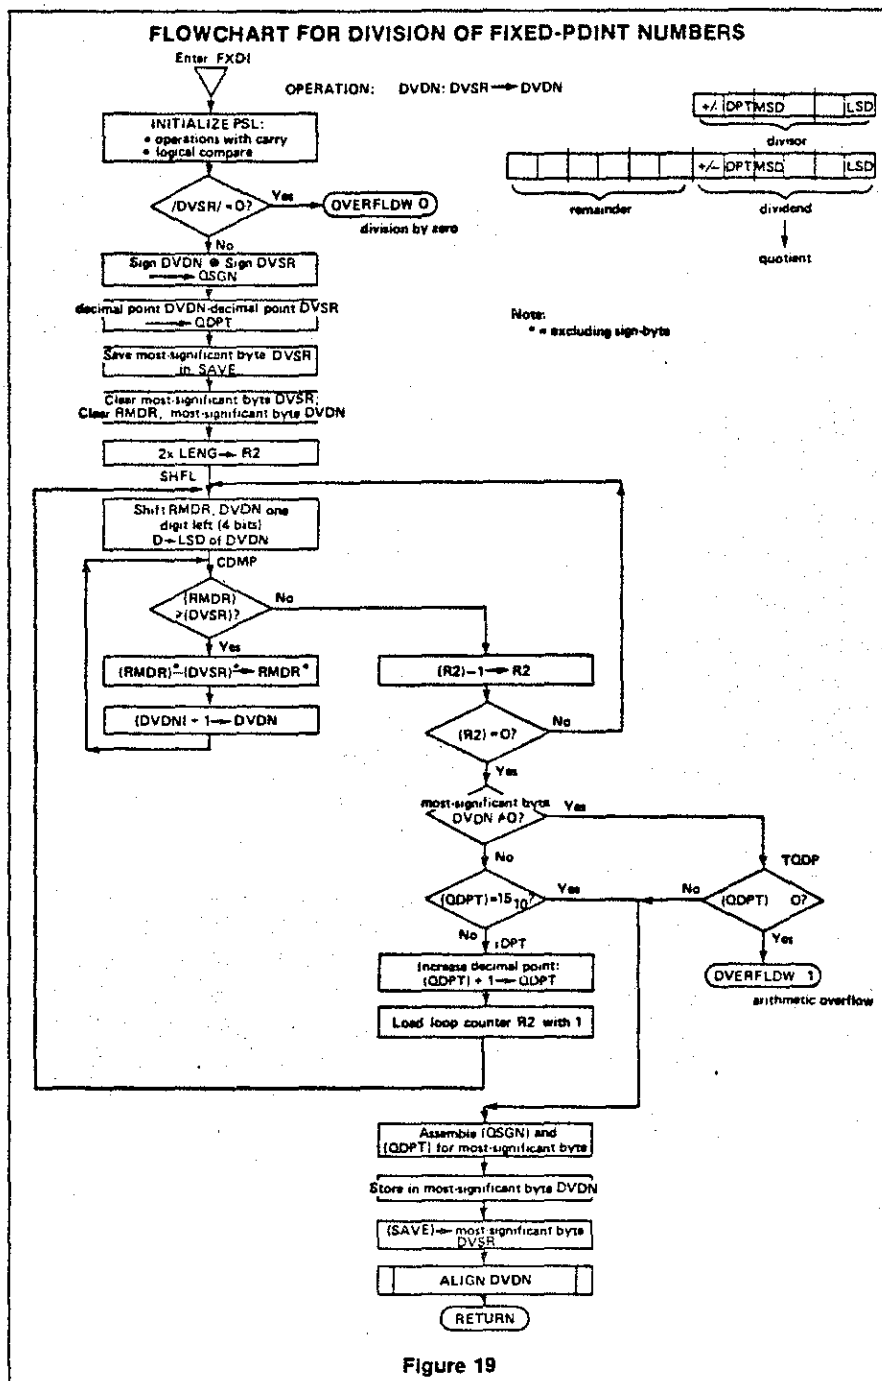 FLOWCHART FOR DIVISION OF FIXED-PDINT NUMBERS
Enter FXDI
OPERATION: DVDN: DVSR → DVDN
INITIALIZE PSL:
• operations with carry
• logical compare
+/- DPT MSD LSD
divisor
+/- DPT MSD LSD
remainder
dividend
quotient
/DVSR/ = 0?
Yes
OVERFLDW 0
division by zero
No
Sign DVDN ⊕ Sign DVSR
→ QSGN
decimal point DVDN-decimal point DVSR
→ QDPT
Note:
* = excluding sign-byte
Save most-significant byte DVSR
in SAVE
Clear most-significant byte DVSR;
Clear RMDR, most-significant byte DVDN
2x LENG → R2
SHFL
Shift RMDR, DVDN one
digit left (4 bits)
D → LSD of DVDN
CDMP
(RMDR)
≥(DVSR)?
No
Yes
(RMDR)*-(DVSR)* → RMDR*
(R2)-1 → R2
(DVDN) + 1 → DVDN
(R2) = 0?
No
Yes
most-significant byte
DVDN ≠0?
Yes
No
TQDP
(QDPT)=15₁₀?
Yes
No
(QDPT) 0?
No
Yes
:DPT
Increase decimal point:
(QDPT) + 1 → QDPT
DVERFLDW 1
arithmetic overflow
Load loop counter R2 with 1
Assemble (QSGN) and
(QDPT) for most-significant byte
Store in most-significant byte DVDN
(SAVE) → most-significant byte
DVSR
ALIGN DVDN
RETURN
Figure 19